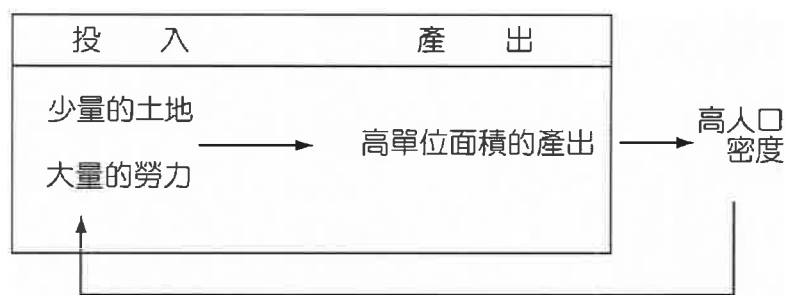 投入 產出
少量的土地
大量的勞力
高單位面積的產出
高人口
密度